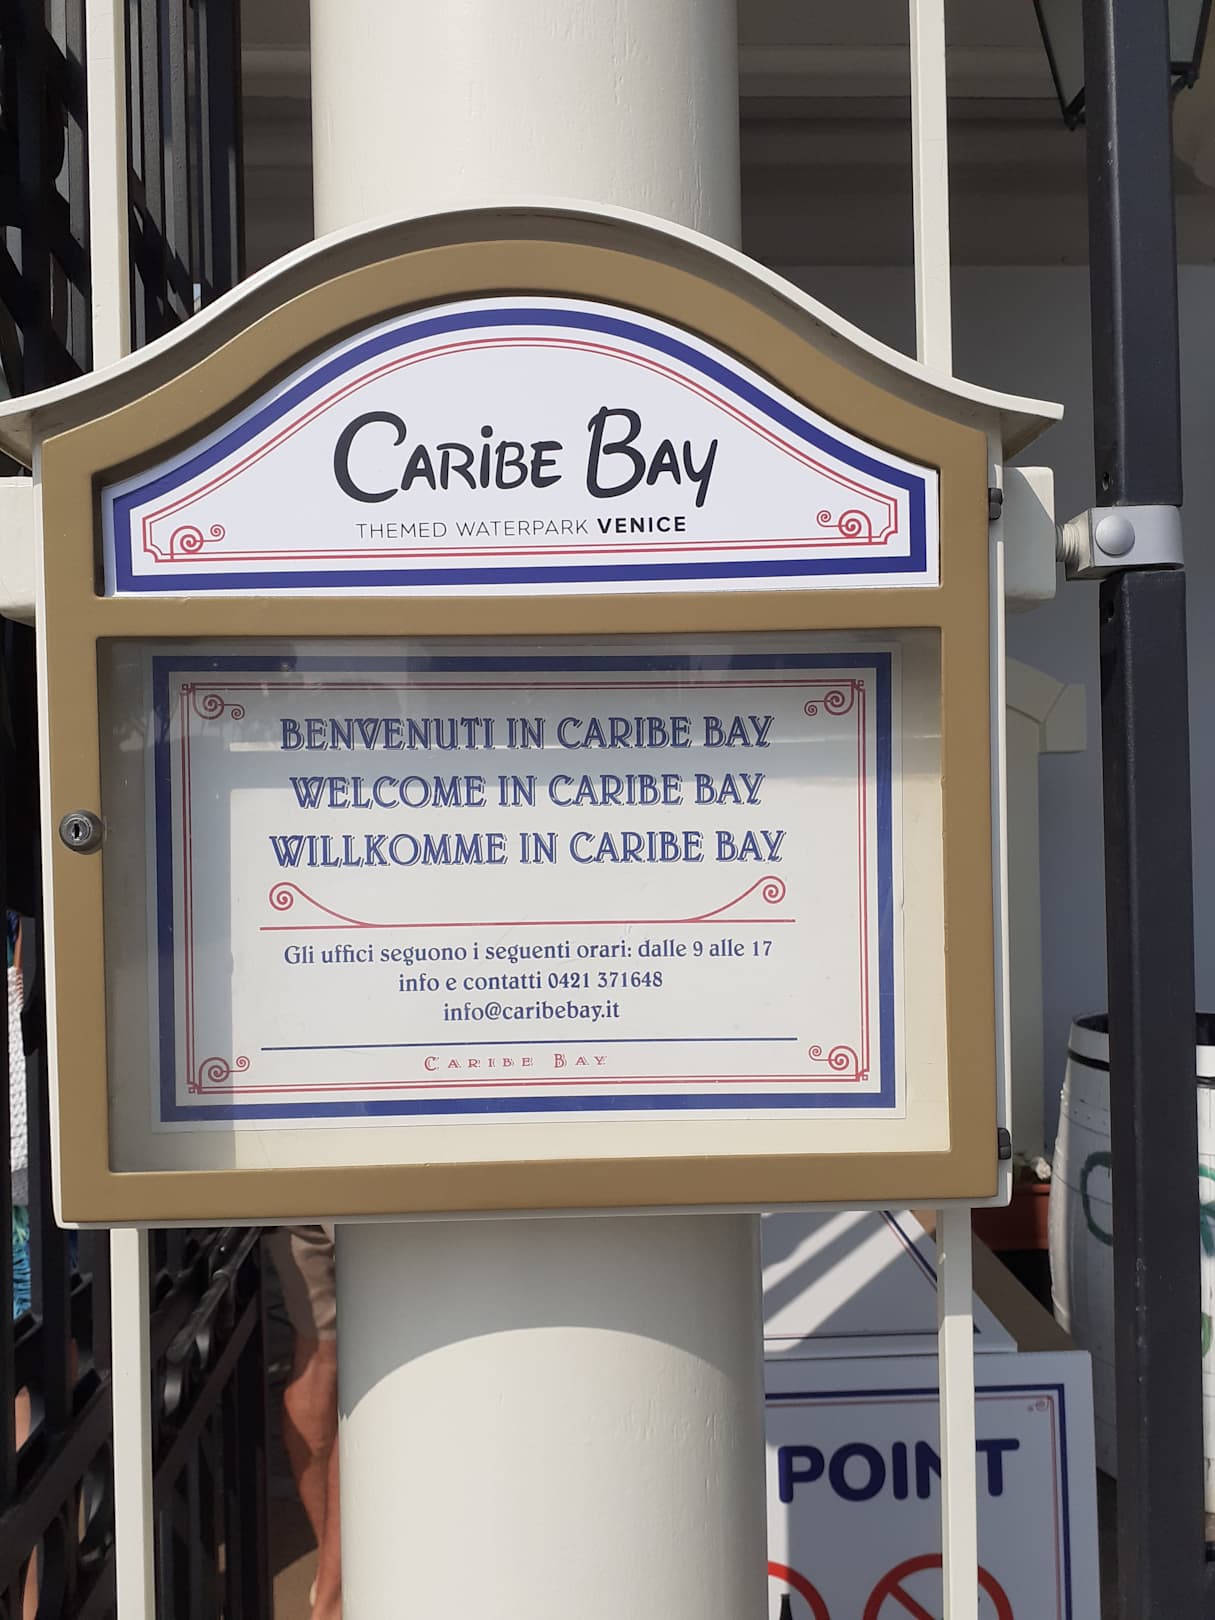 CARIBE BAY
THEMED WATERPARK VENICE
BENVENUTI IN CARIBE BAY
WELCOME IN CARIBE BAY
WILLKOMME IN CARIBE BAY
Gli uffici seguono i seguenti orari: dalle 9 alle 17
info e contatti 0421 371648
info@caribebay.it
CARIBE BAY
POINT